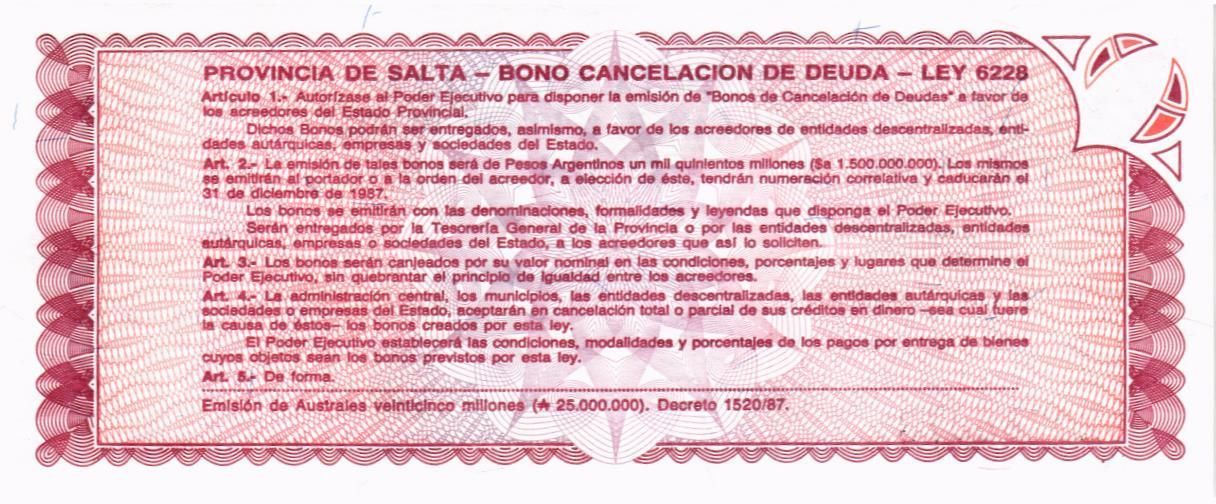 PROVINCIA DE SALTA – BONO CANCELACION DE DEUDA – LEY 6228
Artículo 1.- Autorízase al Poder Ejecutivo para disponer la emisión de "Bonos de Cancelación de Deudas" a favor de
los acreedores del Estado Provincial.
Dichos Bonos podrán ser entregados, asimismo, a favor de los acreedores de entidades descentralizadas, enti-
dades autárquicas, empresas y sociedades del Estado.
Art. 2.- La emisión de tales bonos será de Pesos Argentinos un mil quinientos millones ($a 1.500.000.000). Los mismos
se emitirán al portador o a la orden del acreedor, a elección de éste, tendrán numeración correlativa y caducarán el
31 de diciembre de 1987.
Los bonos se emitirán con las denominaciones, formalidades y leyendas que disponga el Poder Ejecutivo.
Serán entregados por la Tesorería General de la Provincia o por las entidades descentralizadas, entidades
autárquicas, empresas o sociedades del Estado, a los acreedores que así lo soliciten.
Art. 3.- Los bonos serán canjeados por su valor nominal en las condiciones, porcentajes y lugares que determine el
Poder Ejecutivo, sin quebrantar el principio de igualdad entre los acreedores.
Art. 4.- La administración central, los municipios, las entidades descentralizadas, las entidades autárquicas y las
sociedades o empresas del Estado, aceptarán en cancelación total o parcial de sus créditos en dinero –sea cual fuere
la causa de éstos– los bonos creados por esta ley.
El Poder Ejecutivo establecerá las condiciones, modalidades y porcentajes de los pagos por entrega de bienes
cuyos objetos sean los bonos previstos por esta ley.
Art. 5.- De forma.
Emisión de Australes veinticinco millones (₳ 25.000.000). Decreto 1520/87.